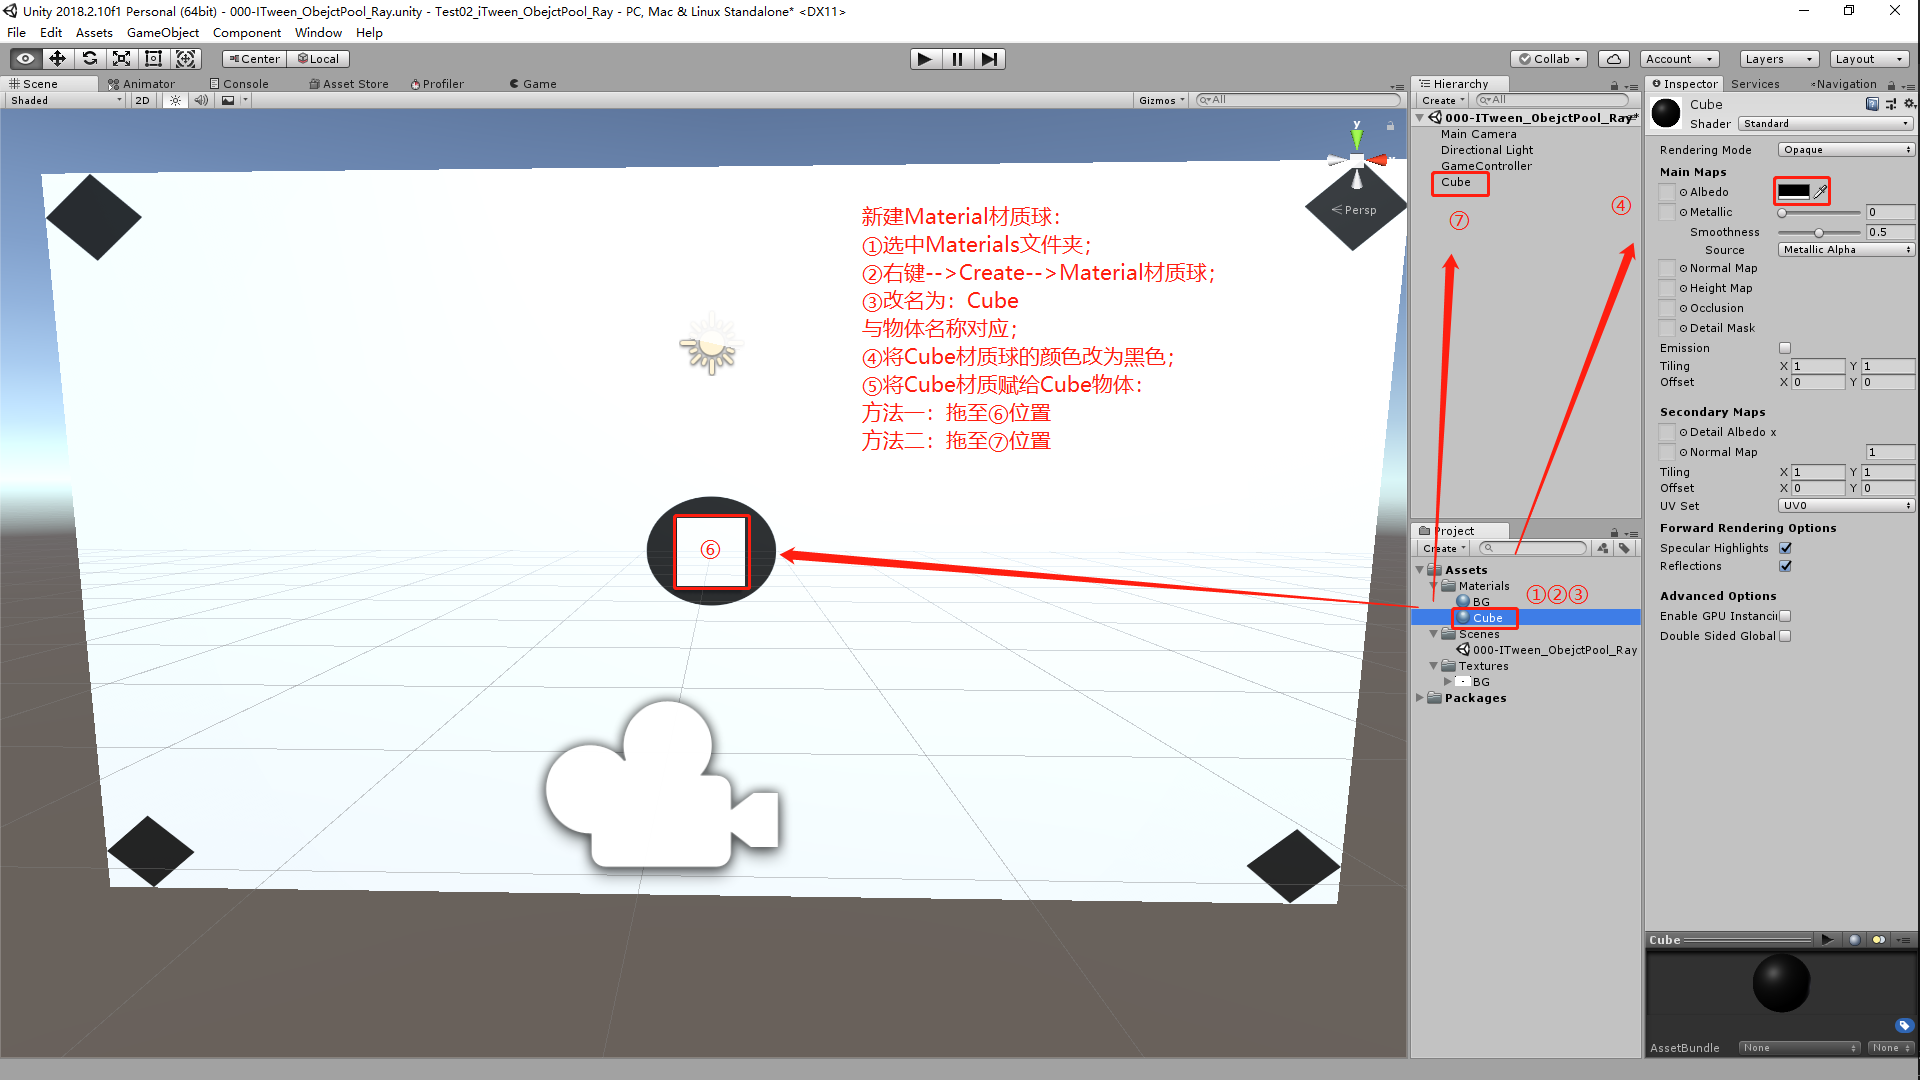 Unity 2018.2.10f1 Personal (64bit) - 000-ITween_ObejctPool_Ray.unity - Test02_iTween_ObejctPool_Ray - PC, Mac & Linux Standalone* <DX11>
File Edit Assets GameObject Component Window Help
Center Local Collab Account Layers Layout
Scene Animator Console Asset Store Profiler Game
Shaded 2D Gizmos All
y
Persp
新建Material材质球：
①选中Materials文件夹；
②右键-->Create-->Material材质球；
③改名为：Cube
与物体名称对应；
④将Cube材质球的颜色改为黑色；
⑤将Cube材质赋给Cube物体：
方法一：拖至⑥位置
方法二：拖至⑦位置
⑥
Hierarchy
Create All
000-ITween_ObejctPool_Ray*
Main Camera
Directional Light
GameController
Cube
④
⑦
Project
Create
Assets
Materials
①②③
BG
Cube
Scenes
000-ITween_ObejctPool_Ray
Textures
BG
Packages
Inspector Services Navigation
Cube
Shader Standard
Rendering Mode Opaque
Main Maps
Albedo
Metallic 0
Smoothness 0.5
Source Metallic Alpha
Normal Map
Height Map
Occlusion
Detail Mask
Emission
Tiling X 1 Y 1
Offset X 0 Y 0
Secondary Maps
Detail Albedo x
Normal Map 1
Tiling X 1 Y 1
Offset X 0 Y 0
UV Set UV0
Forward Rendering Options
Specular Highlights
Reflections
Advanced Options
Enable GPU Instancin
Double Sided Global
Cube
AssetBundle None None